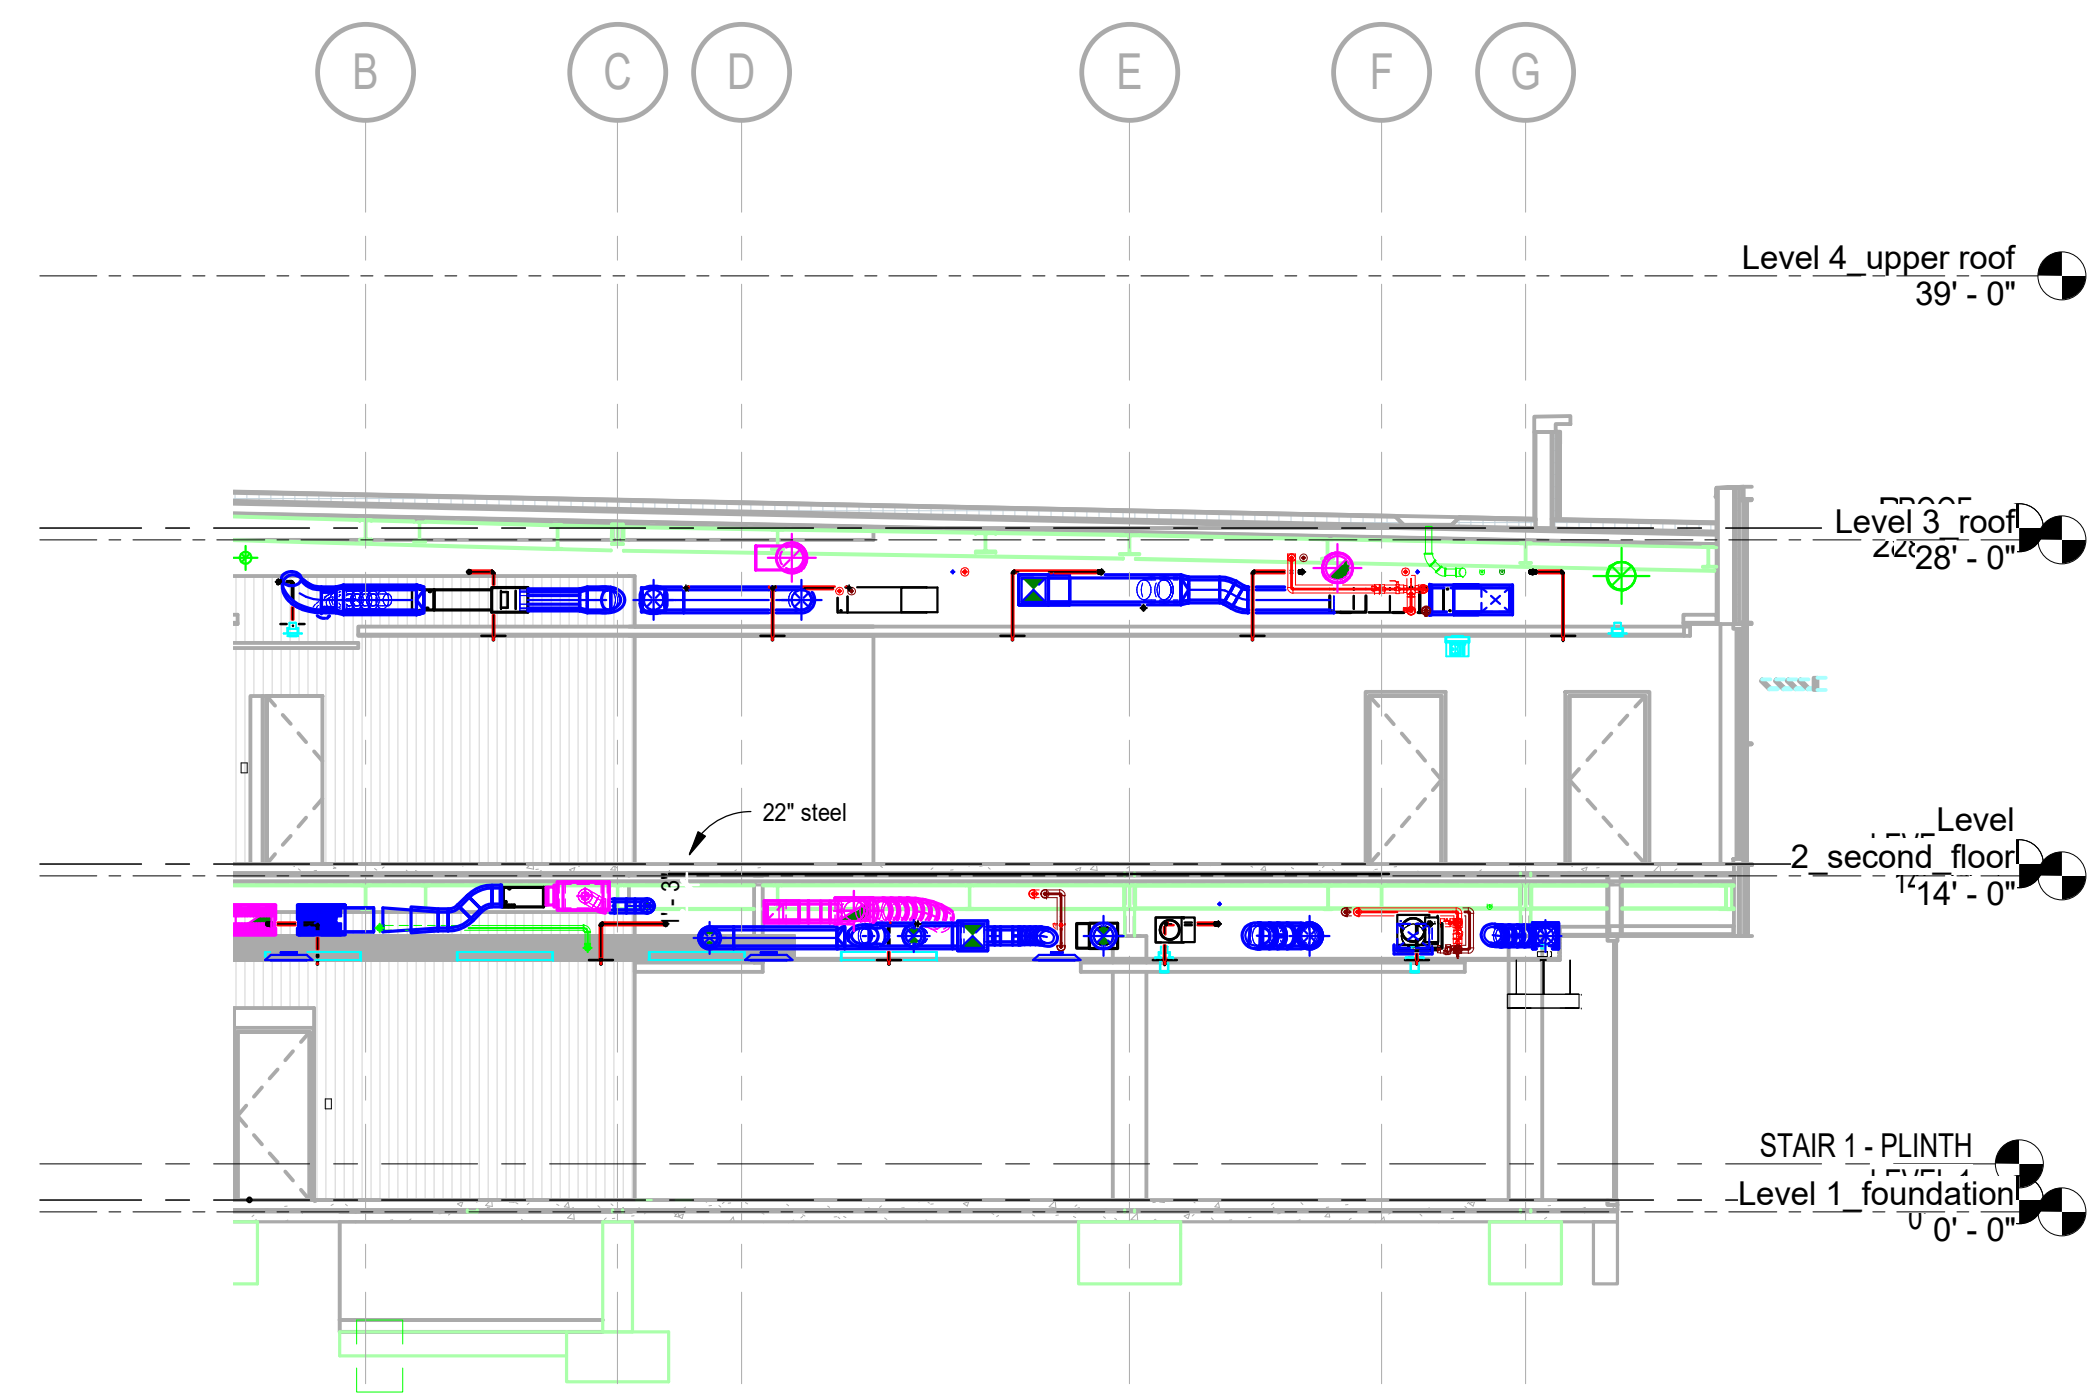 B C D E F G
Level 4_upper roof
39' - 0"
Level 3_roof
28' - 0"
22" steel
Level
2_second_floor
14' - 0"
STAIR 1 - PLINTH
Level 1_foundation
0' - 0"